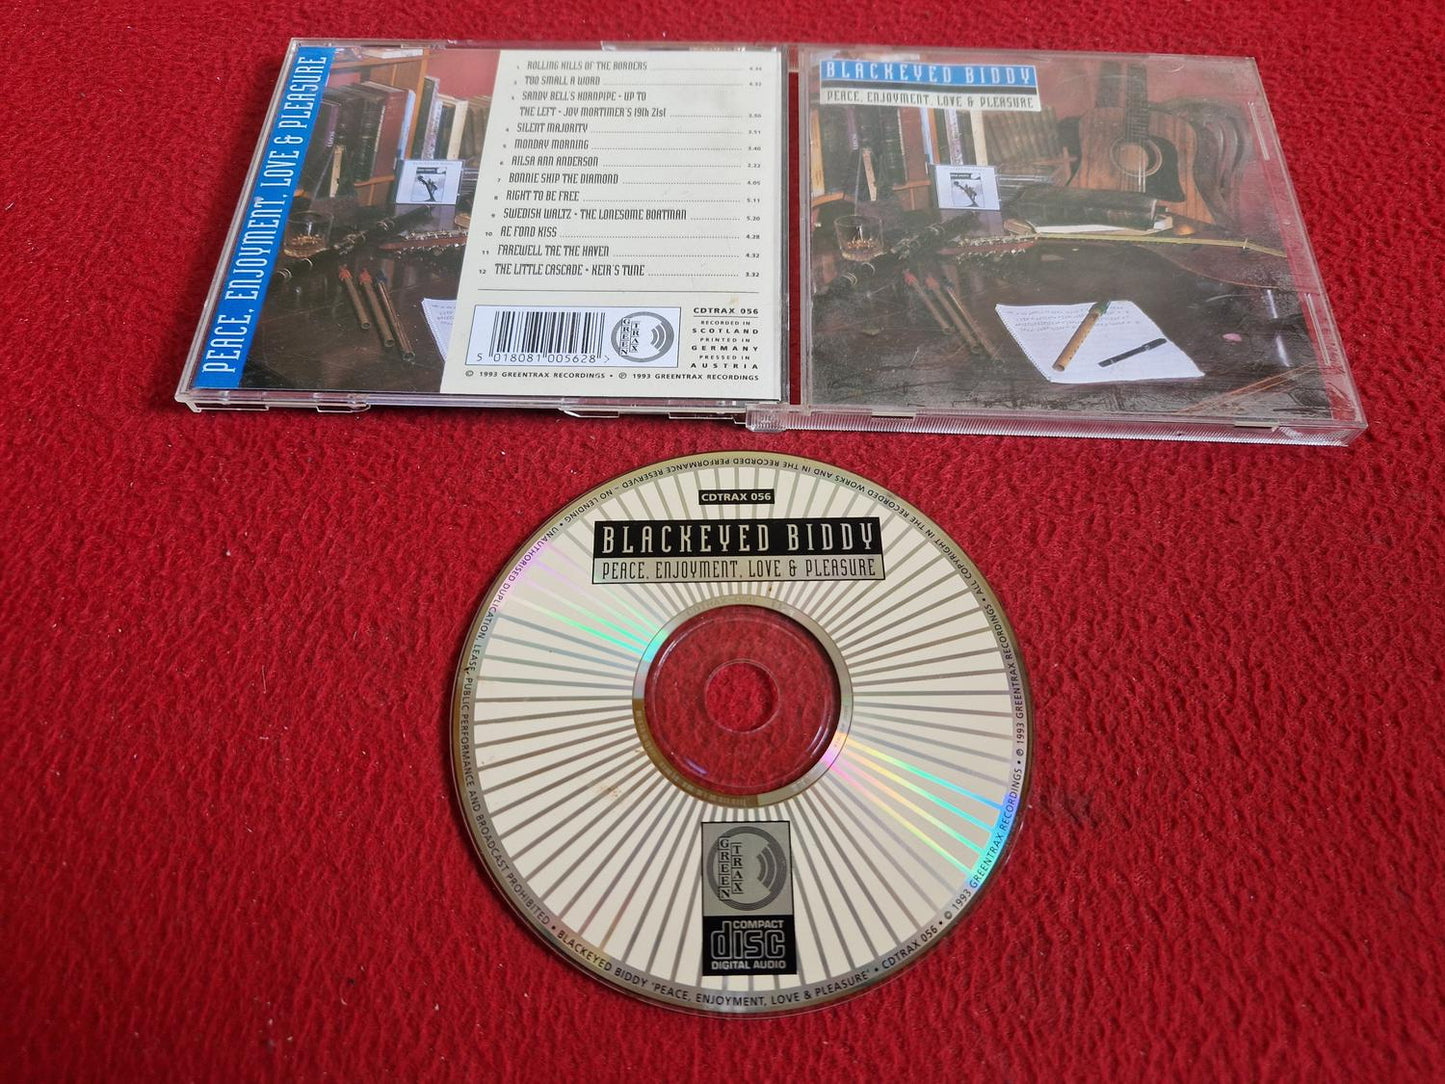 PEACE, ENJOYMENT, LOVE & PLEASURE
1 ROLLING HILLS OF THE BORDERS 4.34
2 TOO SMALL A WORD 4.32
SANDY BELL'S HORNPIPE - UP TO
THE LEFT - JOY MORTIMER'S 19th 21st 3.56
4 SILENT MAJORITY 3.51
5 MONDAY MORNING 3.40
6 AILSA ANN ANDERSON 2.22
7 BONNIE SHIP THE DIAMOND 4.05
8 RIGHT TO BE FREE 5.11
9 SWEDISH WALTZ - THE LONESOME BOATMAN 5.20
10 AE FOND KISS 4.28
11 FAREWELL TAE THE HAVEN 4.32
12 THE LITTLE CASCADE - KEIR'S TUNE 3.32
5 018081 005628 >
GREEN
TRAX
CDTRAX 056
RECORDED IN
SCOTLAND
PRINTED IN
GERMANY
PRESSED IN
AUSTRIA
© 1993 GREENTRAX RECORDINGS • ℗ 1993 GREENTRAX RECORDINGS
BLACKEYED BIDDY
PEACE, ENJOYMENT, LOVE & PLEASURE
CDTRAX 056
BLACKEYED BIDDY
PEACE, ENJOYMENT, LOVE & PLEASURE
GREEN
TRAX
COMPACT
disc
DIGITAL AUDIO
BLACKEYED BIDDY 'PEACE, ENJOYMENT, LOVE & PLEASURE' • CDTRAX 056 • © 1993 GREENTRAX RECORDINGS • ℗ 1993 GREENTRAX RECORDINGS • ALL COPYRIGHT IN THE RECORDED WORKS AND IN THE RECORDED PERFORMANCE RESERVED – NO LENDING • UNAUTHORISED DUPLICATION, LEASE, PUBLIC PERFORMANCE AND BROADCAST PROHIBITED •